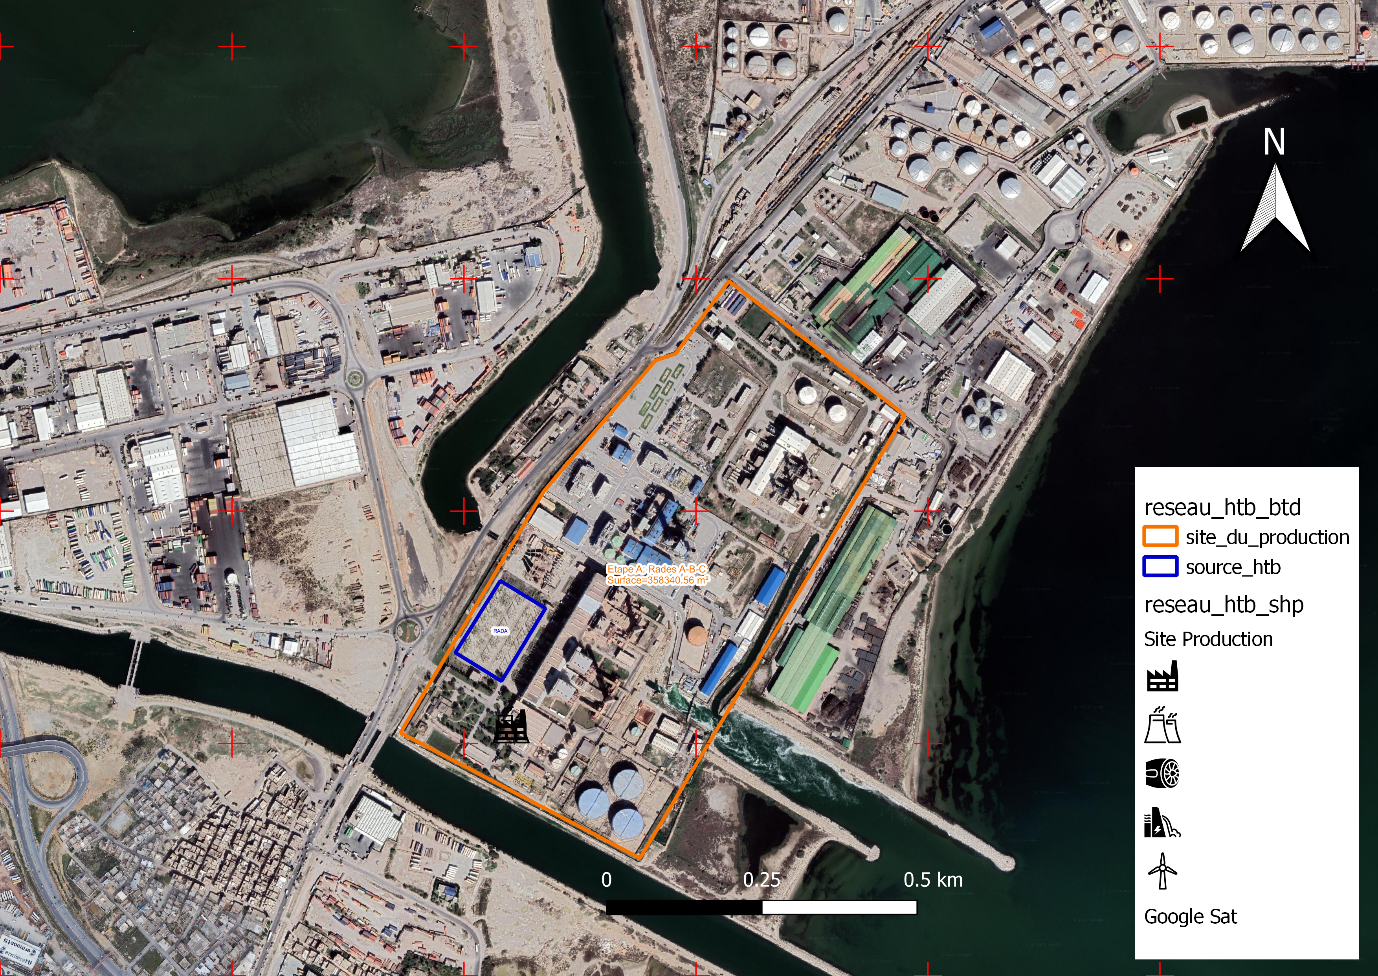 N
Etape A, Rades A-B-C
Surface=358340.56 m²
RADA
0 0.25 0.5 km
reseau_htb_btd
site_du_production
source_htb
reseau_htb_shp
Site Production
Google Sat